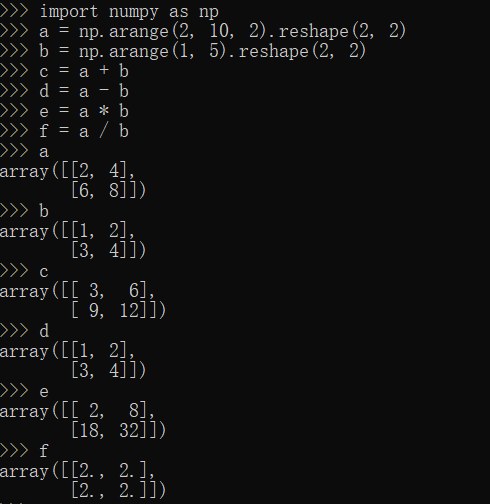 >>> import numpy as np
>>> a = np.arange(2, 10, 2).reshape(2, 2)
>>> b = np.arange(1, 5).reshape(2, 2)
>>> c = a + b
>>> d = a - b
>>> e = a * b
>>> f = a / b
>>> a
array([[2, 4],
       [6, 8]])
>>> b
array([[1, 2],
       [3, 4]])
>>> c
array([[ 3,  6],
       [ 9, 12]])
>>> d
array([[1, 2],
       [3, 4]])
>>> e
array([[ 2,  8],
       [18, 32]])
>>> f
array([[2., 2.],
       [2., 2.]])